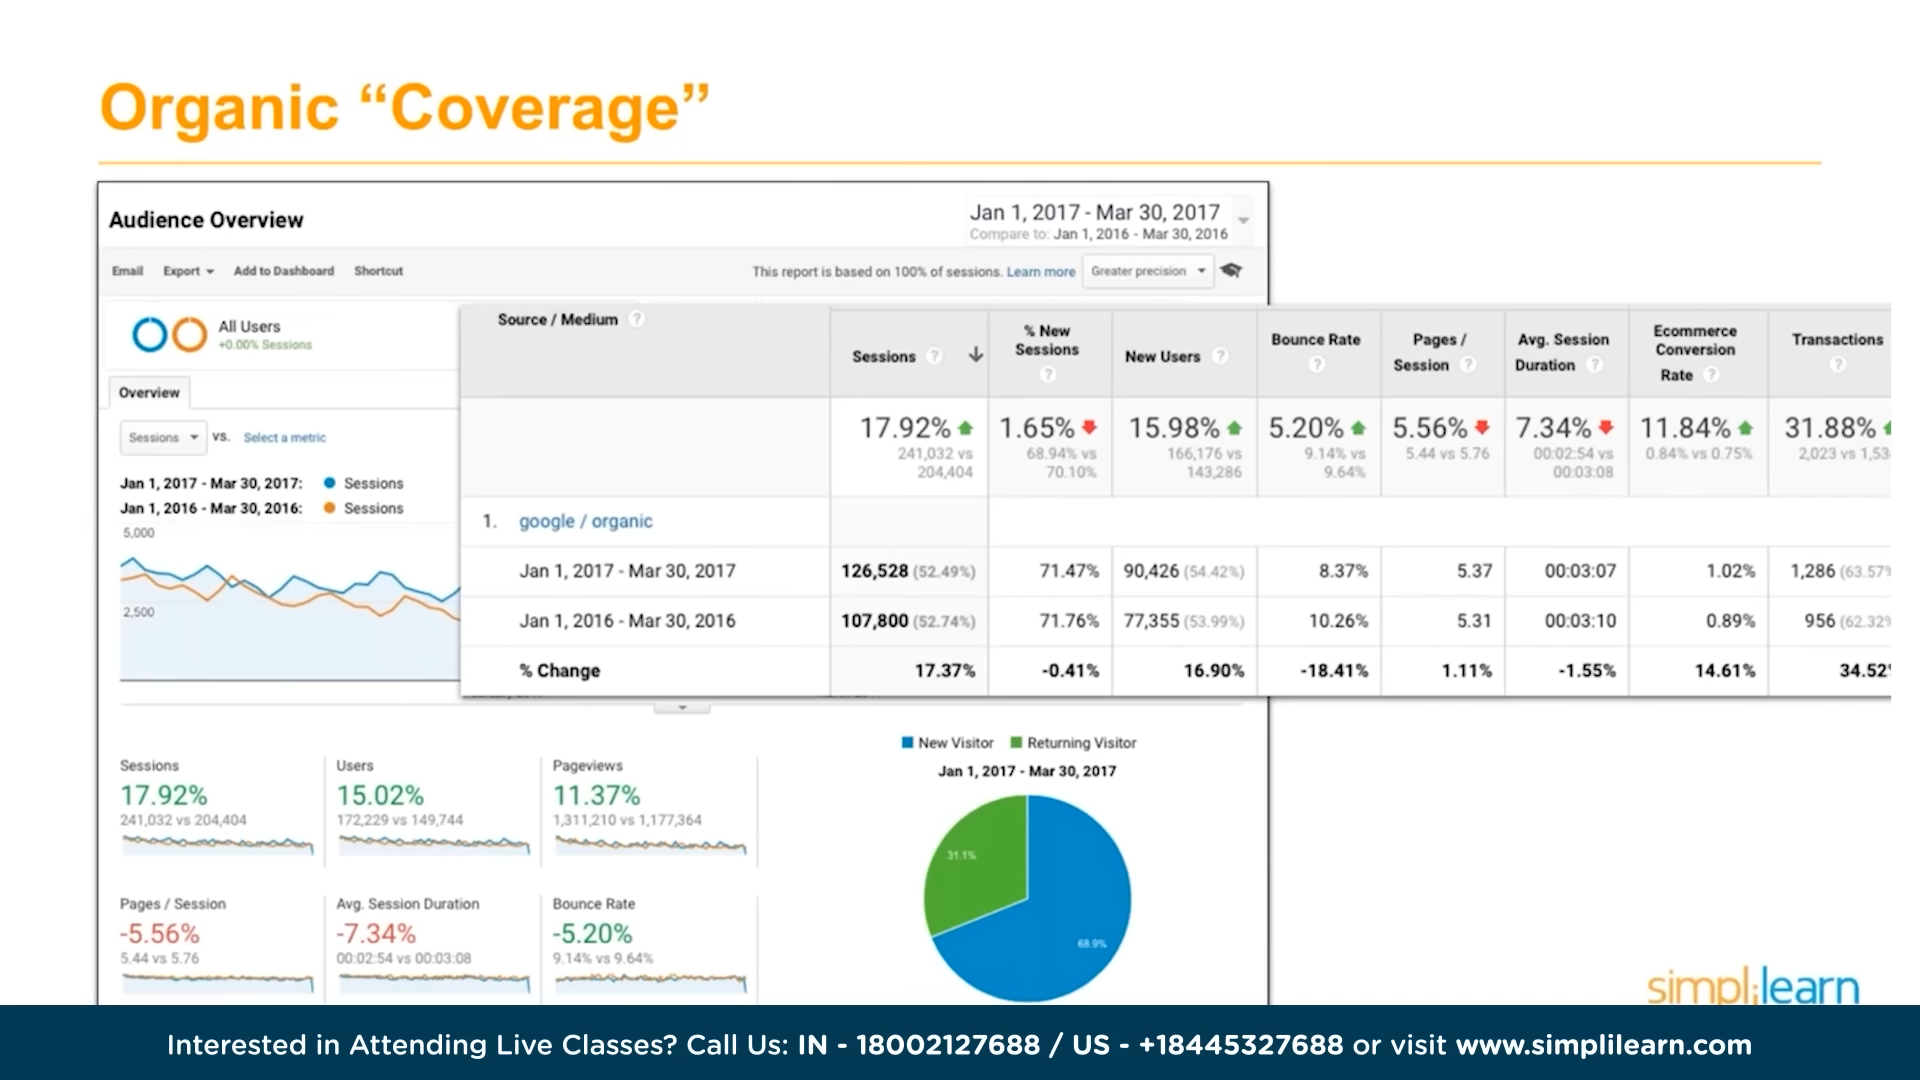 Organic “Coverage”
Audience Overview
Jan 1, 2017 - Mar 30, 2017
Compare to: Jan 1, 2016 - Mar 30, 2016
Email Export Add to Dashboard Shortcut
This report is based on 100% of sessions. Learn more Greater precision
All Users
+0.00% Sessions
Overview
Sessions vs. Select a metric
Jan 1, 2017 - Mar 30, 2017: Sessions
Jan 1, 2016 - Mar 30, 2016: Sessions
5,000
2,500
Source / Medium ? Sessions ? % New Sessions ? New Users ? Bounce Rate ? Pages / Session ? Avg. Session Duration ? Ecommerce Conversion Rate ? Transactions ?
17.92% 1.65% 15.98% 5.20% 5.56% 7.34% 11.84% 31.88%
241,032 vs 204,404 68.94% vs 70.10% 166,176 vs 143,286 9.14% vs 9.64% 5.44 vs 5.76 00:02:54 vs 00:03:08 0.84% vs 0.75% 2,023 vs 1,53
1. google / organic
Jan 1, 2017 - Mar 30, 2017 126,528 (52.49%) 71.47% 90,426 (54.42%) 8.37% 5.37 00:03:07 1.02% 1,286 (63.57%
Jan 1, 2016 - Mar 30, 2016 107,800 (52.74%) 71.76% 77,355 (53.99%) 10.26% 5.31 00:03:10 0.89% 956 (62.32%
% Change 17.37% -0.41% 16.90% -18.41% 1.11% -1.55% 14.61% 34.52
Sessions
17.92%
241,032 vs 204,404
Users
15.02%
172,229 vs 149,744
Pageviews
11.37%
1,311,210 vs 1,177,364
Pages / Session
-5.56%
5.44 vs 5.76
Avg. Session Duration
-7.34%
00:02:54 vs 00:03:08
Bounce Rate
-5.20%
9.14% vs 9.64%
New Visitor Returning Visitor
Jan 1, 2017 - Mar 30, 2017
31.1%
68.9%
simplilearn
Interested in Attending Live Classes? Call Us: IN - 18002127688 / US - +18445327688 or visit www.simplilearn.com